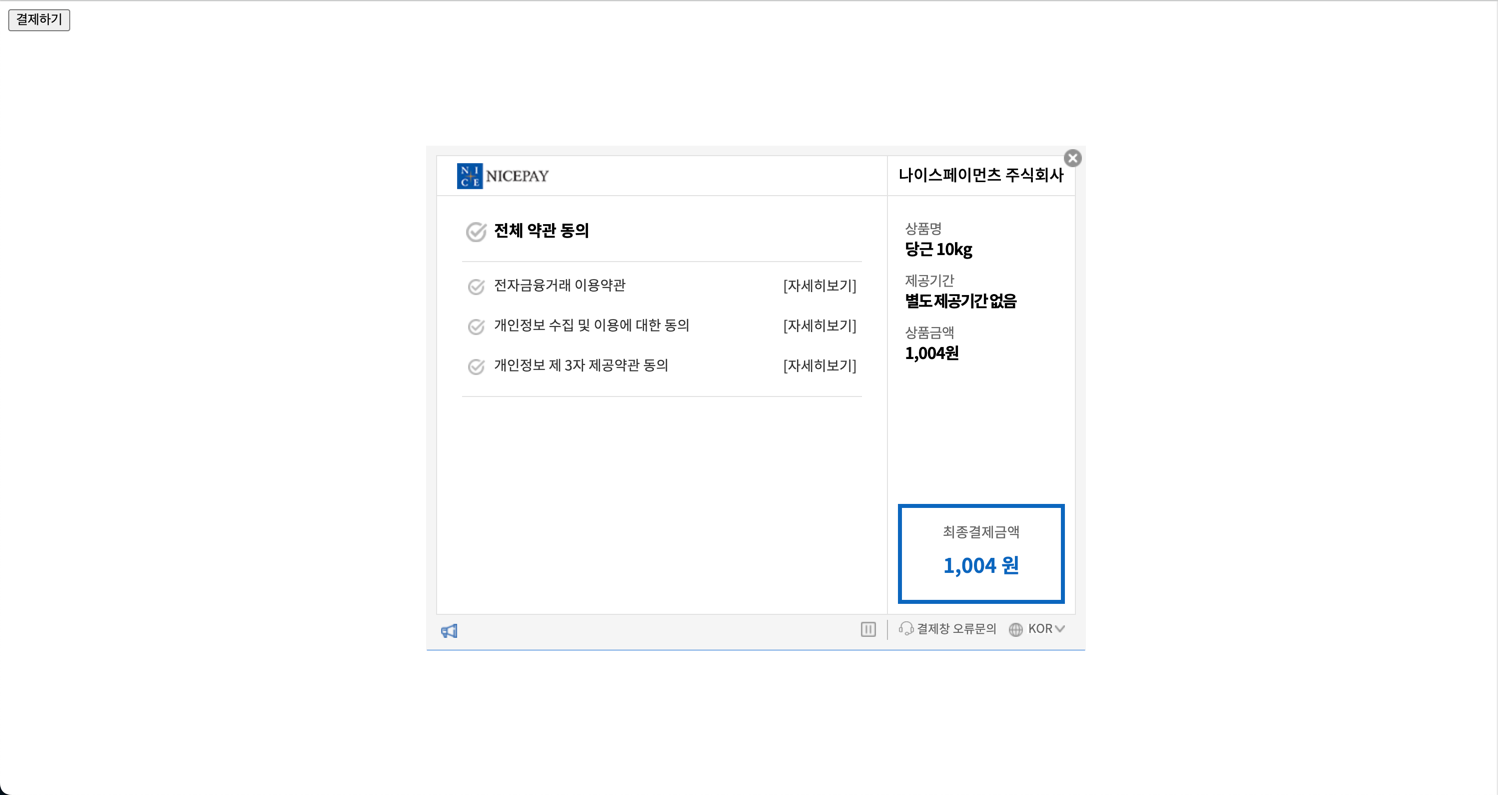 결제하기
NICE NICEPAY
나이스페이먼츠 주식회사
전체 약관 동의
전자금융거래 이용약관 [자세히보기]
개인정보 수집 및 이용에 대한 동의 [자세히보기]
개인정보 제 3자 제공약관 동의 [자세히보기]
상품명
당근 10kg
제공기간
별도 제공기간 없음
상품금액
1,004원
최종결제금액
1,004 원
결제창 오류문의 KOR